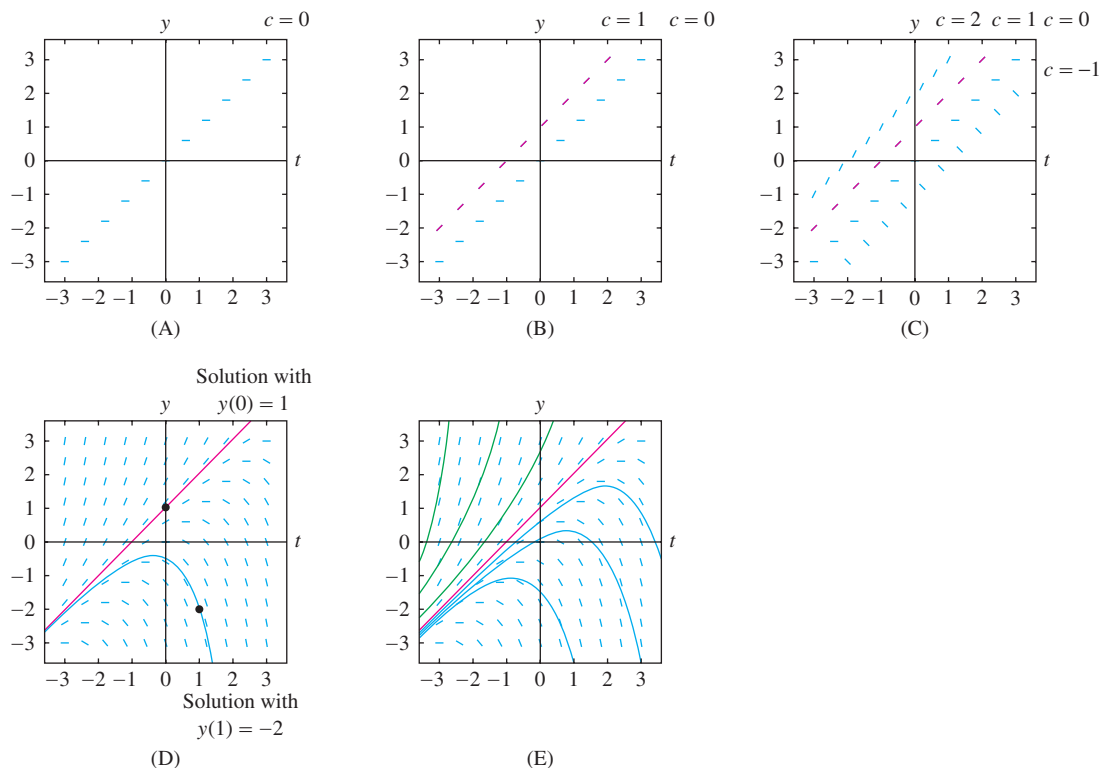 y c = 0
3
2
1
0 t
−1
−2
−3
−3 −2 −1 0 1 2 3
(A)
c = 1 c = 0
y
3
2
1
0 t
−1
−2
−3
−3 −2 −1 0 1 2 3
(B)
y c = 2 c = 1 c = 0
c = −1
3
2
1
0 t
−1
−2
−3
−3 −2 −1 0 1 2 3
(C)
Solution with
y y(0) = 1
3
2
1
0 t
−1
−2
−3
−3 −2 −1 0 1 2 3
Solution with
y(1) = −2
(D)
y
3
2
1
0 t
−1
−2
−3
−3 −2 −1 0 1 2 3
(E)